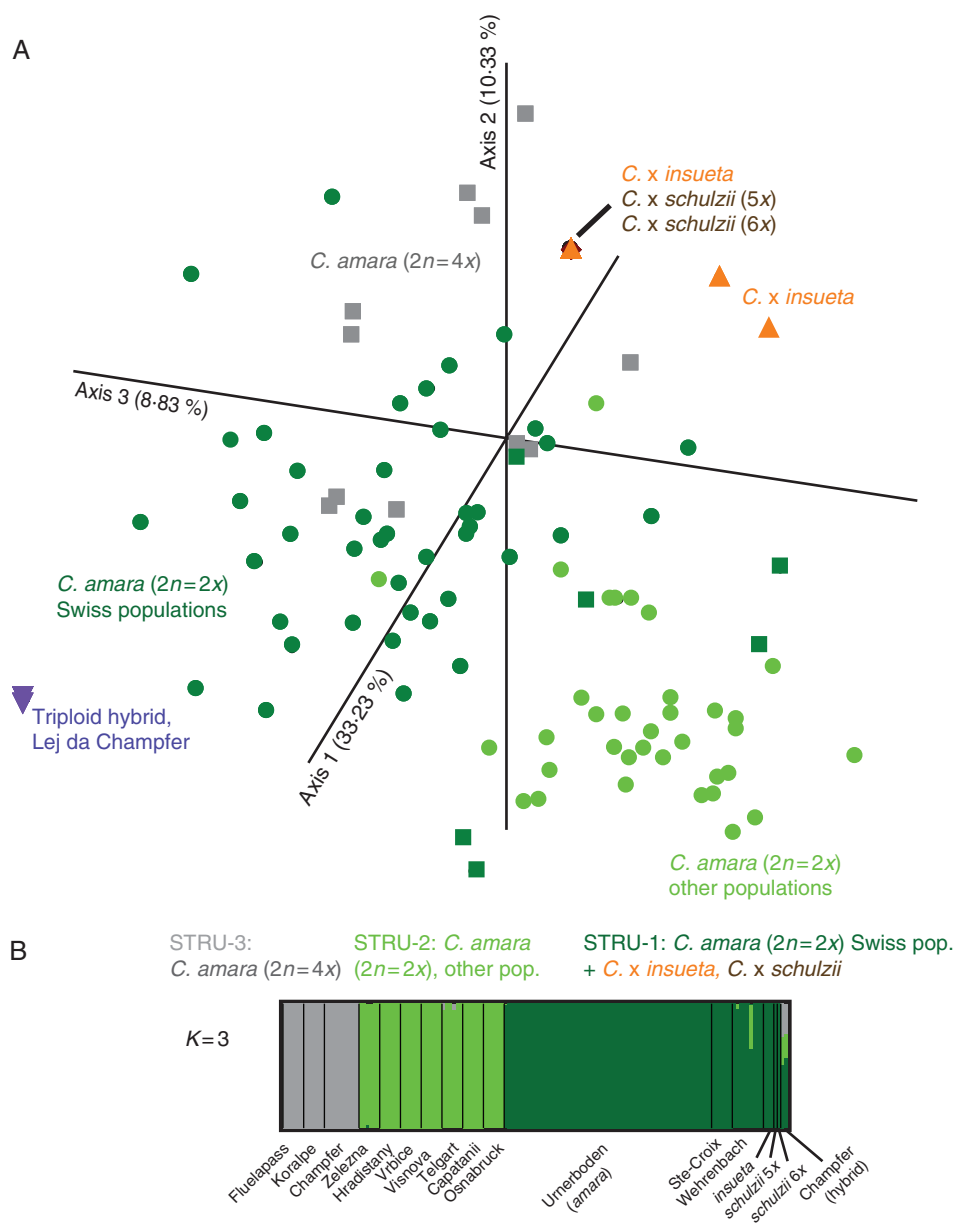 A
Axis 2 (10·33 %)
C. x insueta
C. x schulzii (5x)
C. x schulzii (6x)
C. amara (2n=4x)
C. x insueta
Axis 3 (8·83 %)
C. amara (2n=2x)
Swiss populations
Triploid hybrid,
Lej da Champfer
Axis 1 (33·23 %)
C. amara (2n=2x)
other populations
B
STRU-3:
C. amara (2n=4x)
STRU-2: C. amara
(2n=2x), other pop.
STRU-1: C. amara (2n=2x) Swiss pop.
+ C. x insueta, C. x schulzii
K=3
Fluelapass
Koralpe
Champfer
Zelezna
Hradistany
Vrbice
Visnova
Telgart
Capatanii
Osnabruck
Urnerboden
(amara)
Ste-Croix
Wehrenbach
insueta
schulzii 5x
schulzii 6x
Champfer
(hybrid)